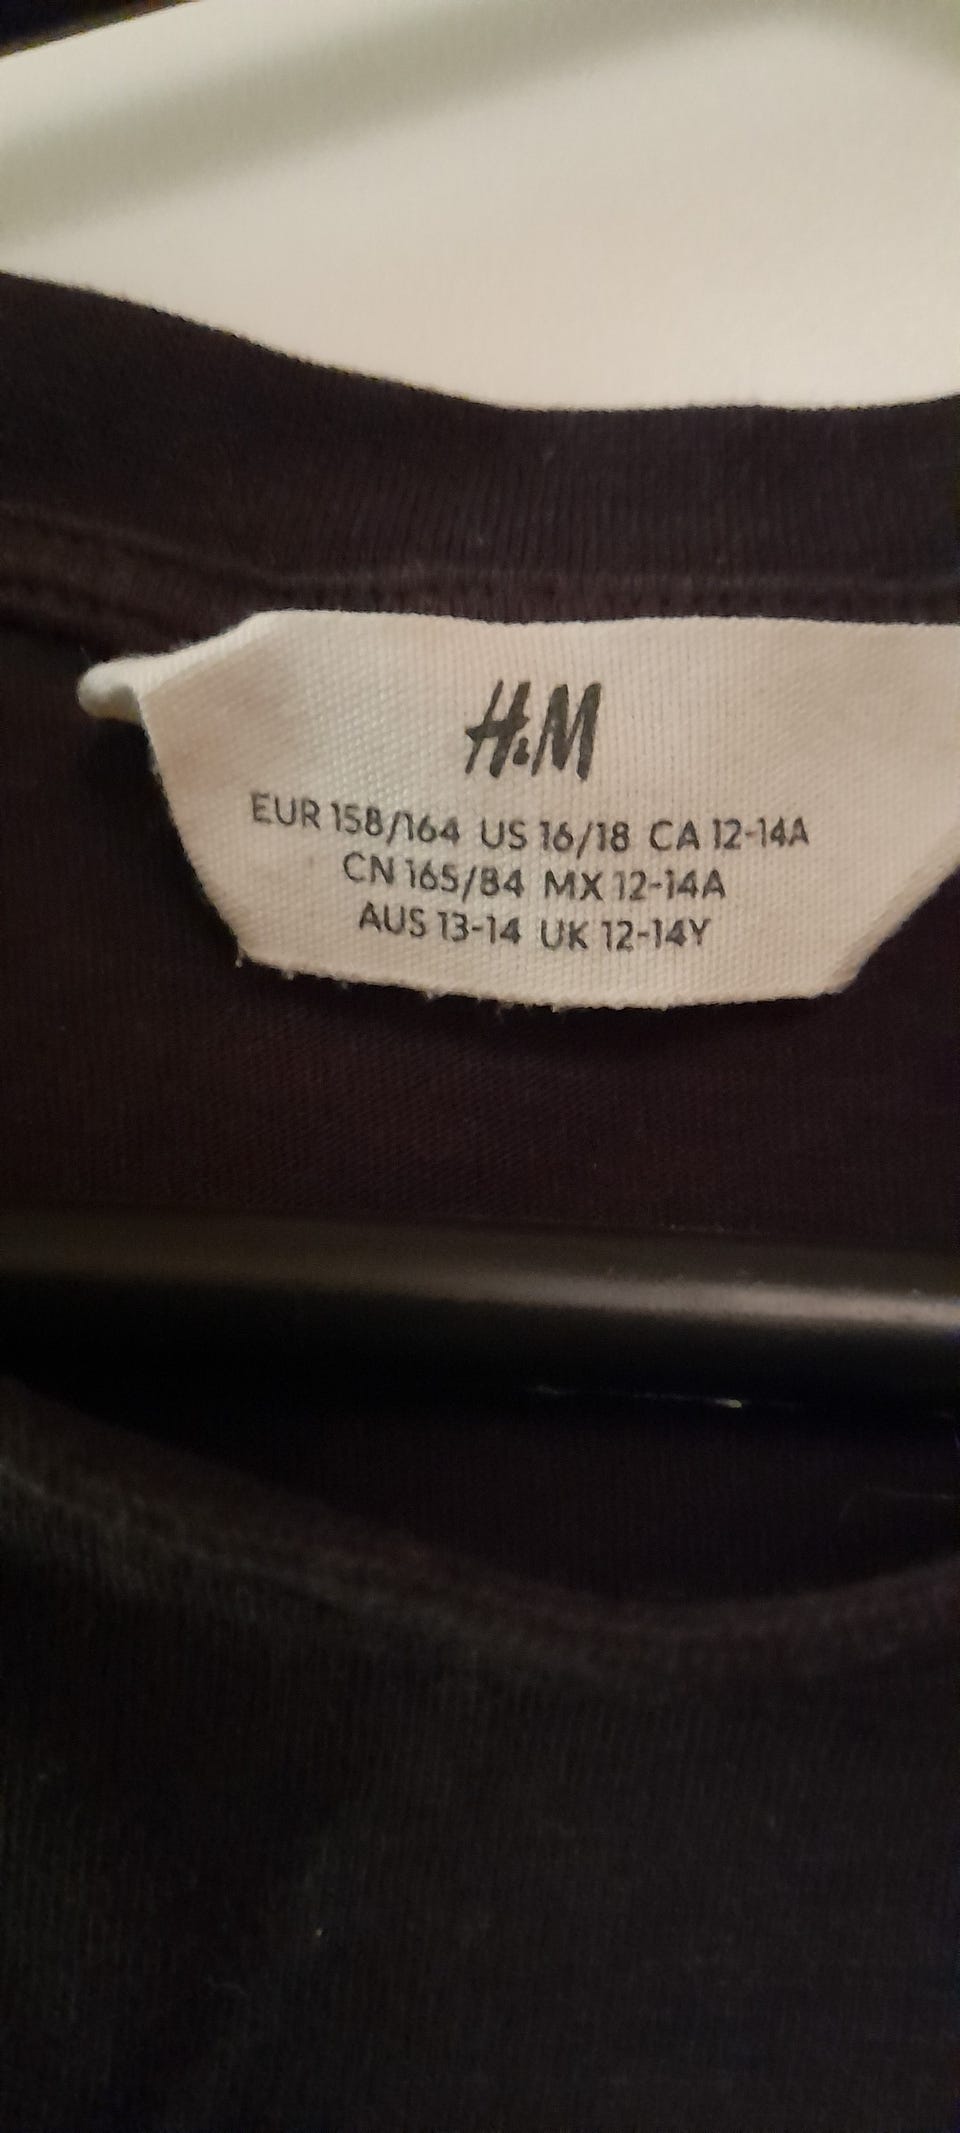 H&M
EUR 158/164 US 16/18 CA 12-14A
CN 165/84 MX 12-14A
AUS 13-14 UK 12-14Y